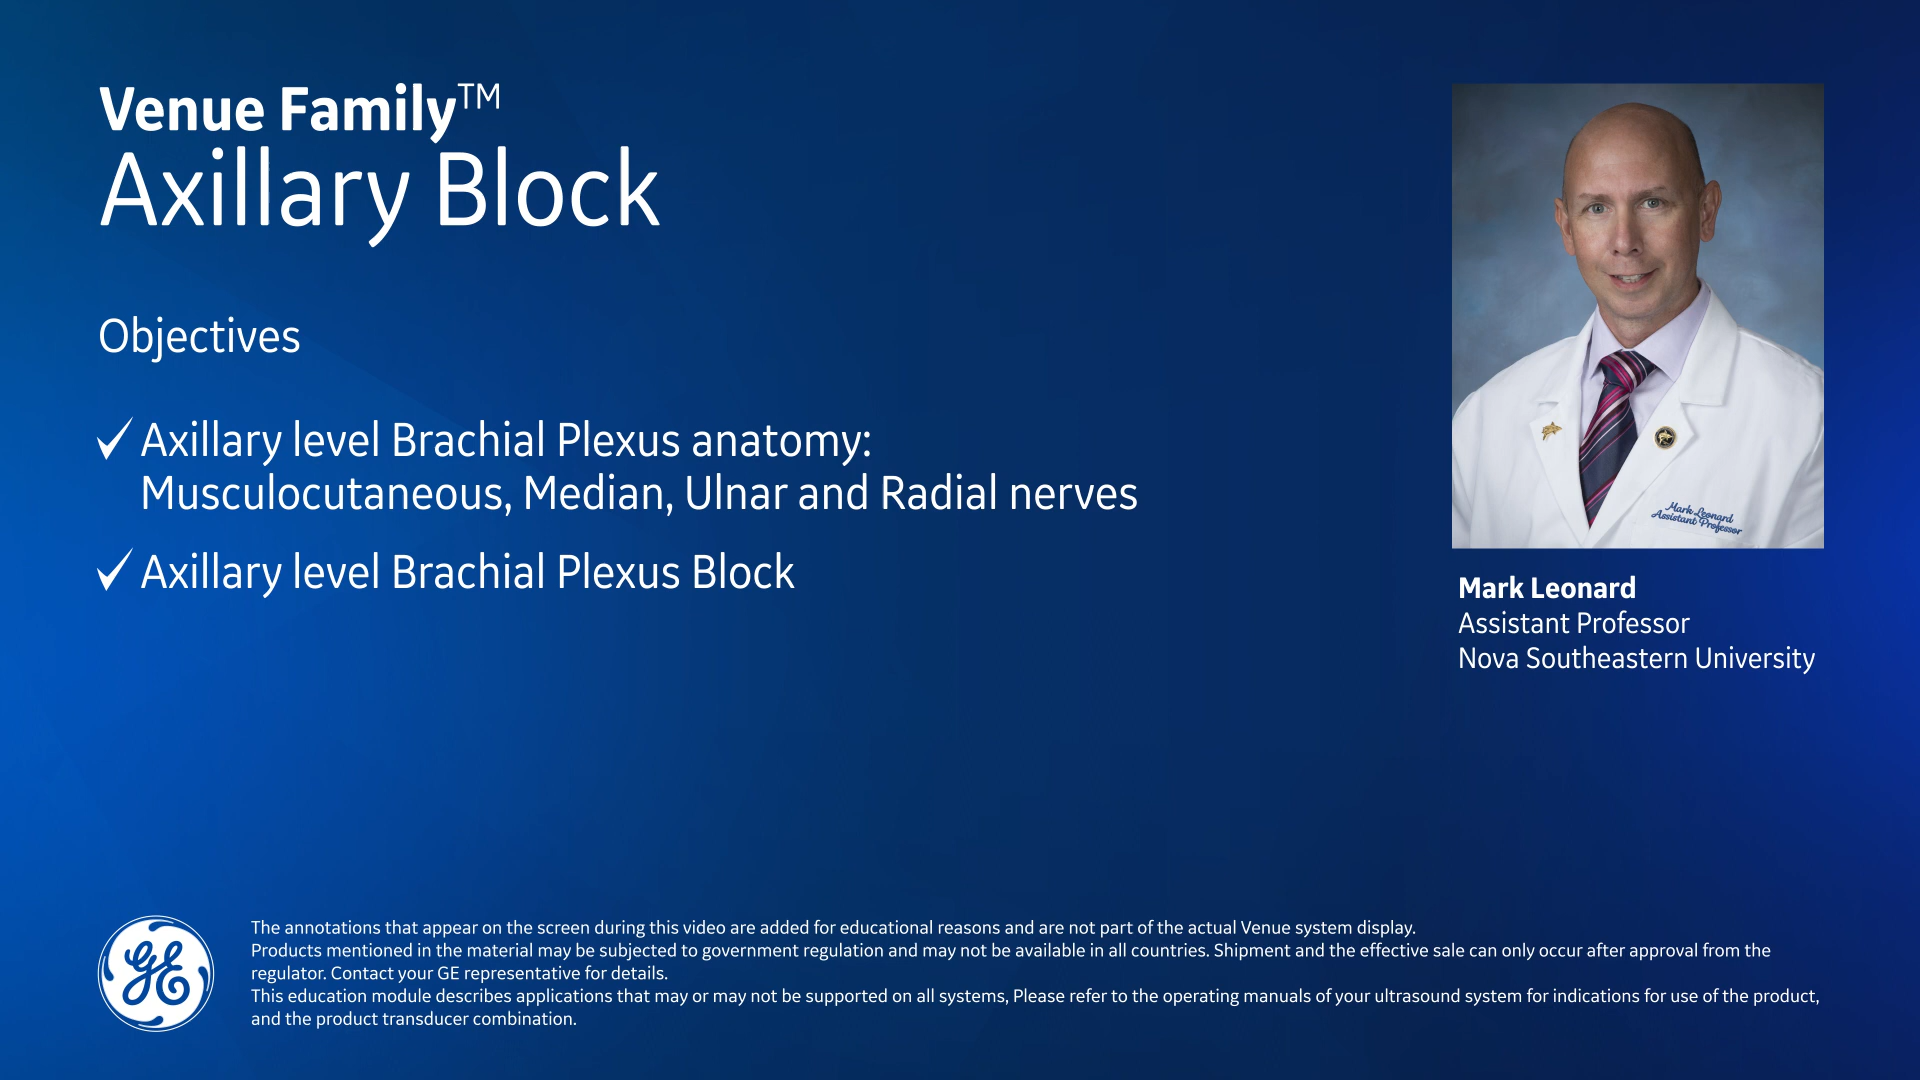 Venue Family™
Axillary Block
Objectives
✓ Axillary level Brachial Plexus anatomy:
Musculocutaneous, Median, Ulnar and Radial nerves
✓ Axillary level Brachial Plexus Block
Mark Leonard
Assistant Professor
Mark Leonard
Assistant Professor
Nova Southeastern University
GE
The annotations that appear on the screen during this video are added for educational reasons and are not part of the actual Venue system display.
Products mentioned in the material may be subjected to government regulation and may not be available in all countries. Shipment and the effective sale can only occur after approval from the
regulator. Contact your GE representative for details.
This education module describes applications that may or may not be supported on all systems, Please refer to the operating manuals of your ultrasound system for indications for use of the product,
and the product transducer combination.